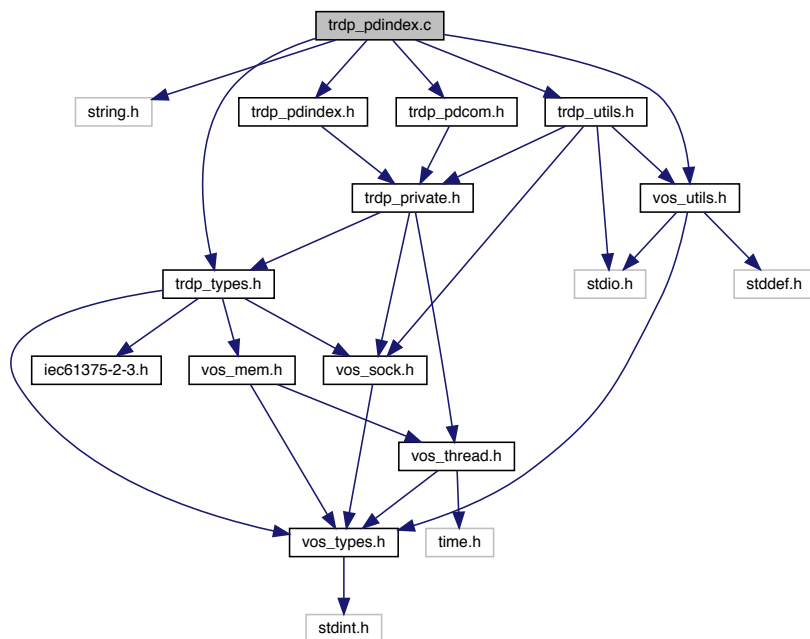 trdp_pdindex.c
string.h
trdp_pdindex.h
trdp_pdcom.h
trdp_utils.h
trdp_private.h
vos_utils.h
trdp_types.h
stdio.h
stddef.h
iec61375-2-3.h
vos_mem.h
vos_sock.h
vos_thread.h
vos_types.h
time.h
stdint.h